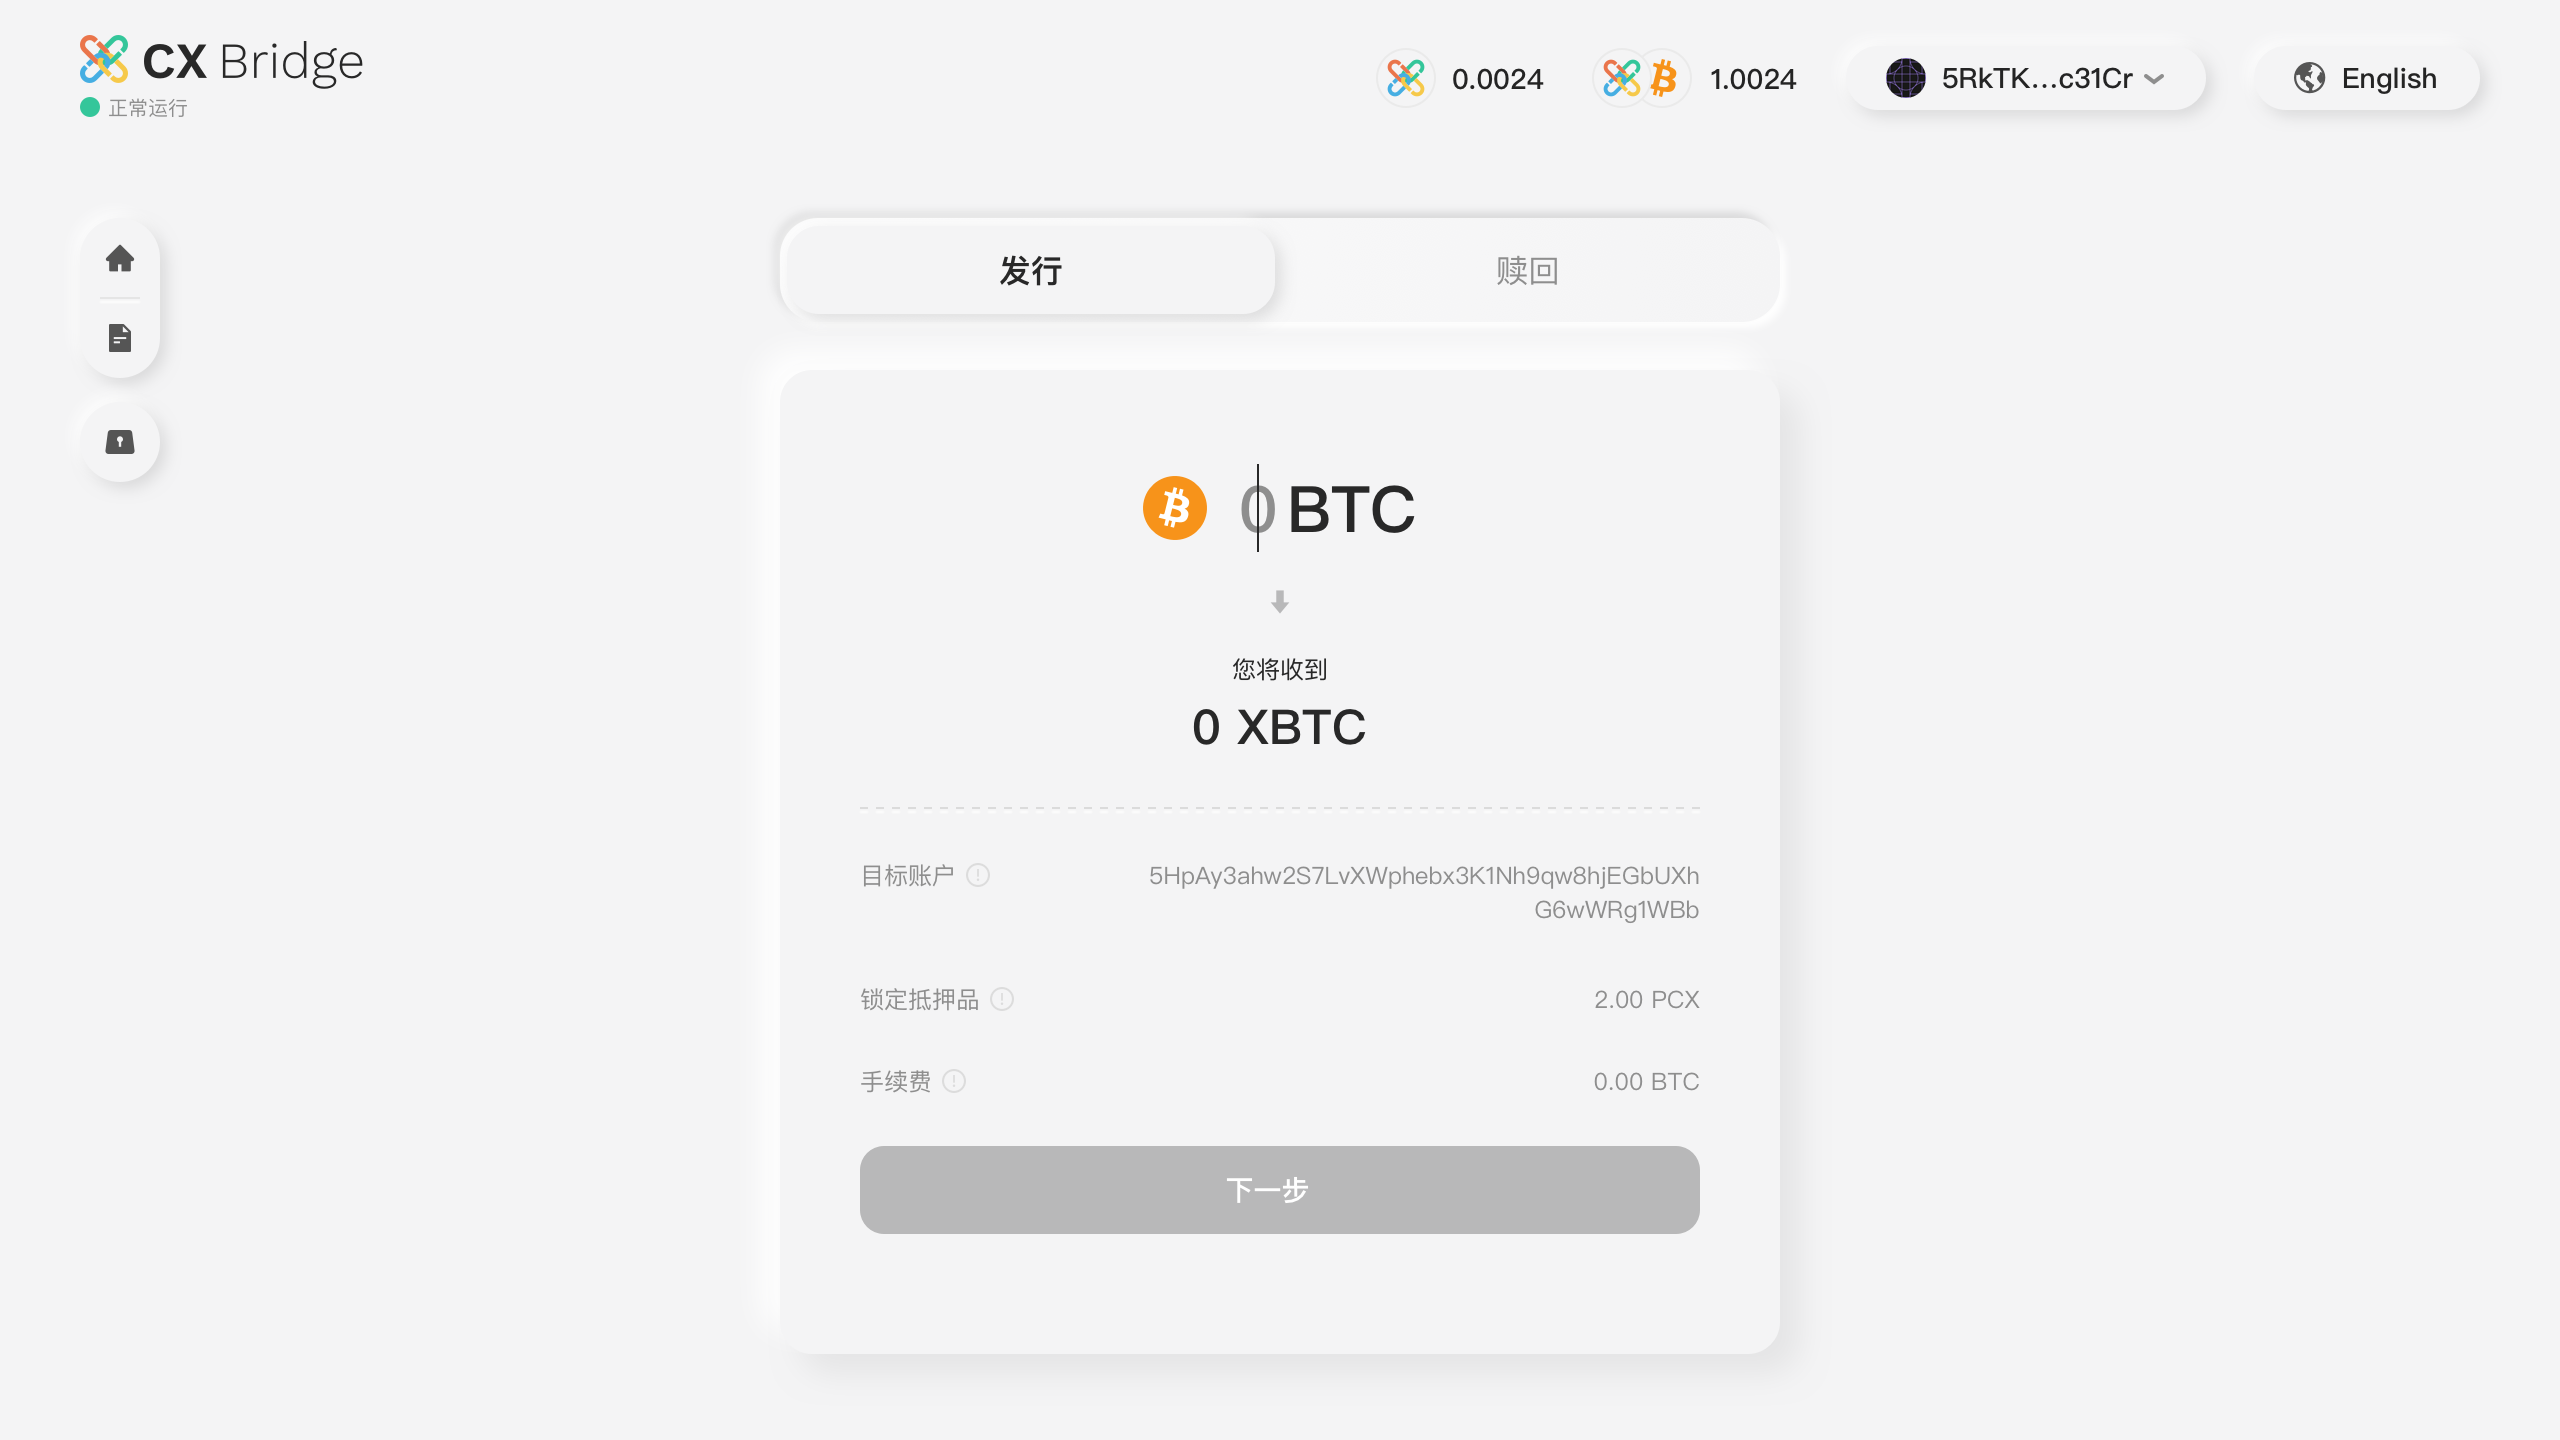 CX Bridge
正常运行
0.0024
1.0024
5RkTK...c31Cr
English
发行
赎回
0 BTC
您将收到
0 XBTC
目标账户
5HpAy3ahw2S7LvXWphebx3K1Nh9qw8hjEGbUXh
G6wWRg1WBb
锁定抵押品
2.00 PCX
手续费
0.00 BTC
下一步